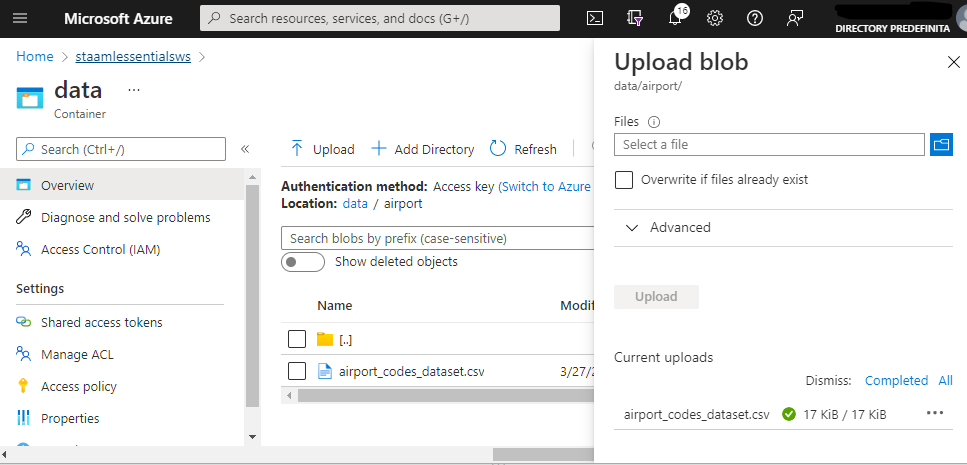 Microsoft Azure
Search resources, services, and docs (G+/)
16
DIRECTORY PREDEFINITA
Home > staamlessentialsws >
data ...
Container
Search (Ctrl+/)
«
Overview
Diagnose and solve problems
Access Control (IAM)
Settings
Shared access tokens
Manage ACL
Access policy
Properties
Upload
Add Directory
Refresh
Authentication method: Access key (Switch to Azure
Location: data / airport
Search blobs by prefix (case-sensitive)
Show deleted objects
Name
Modif
[..]
airport_codes_dataset.csv
3/27/2
Upload blob
data/airport/
Files
Select a file
Overwrite if files already exist
Advanced
Upload
Current uploads
Dismiss: Completed All
airport_codes_dataset.csv 17 KiB / 17 KiB ...